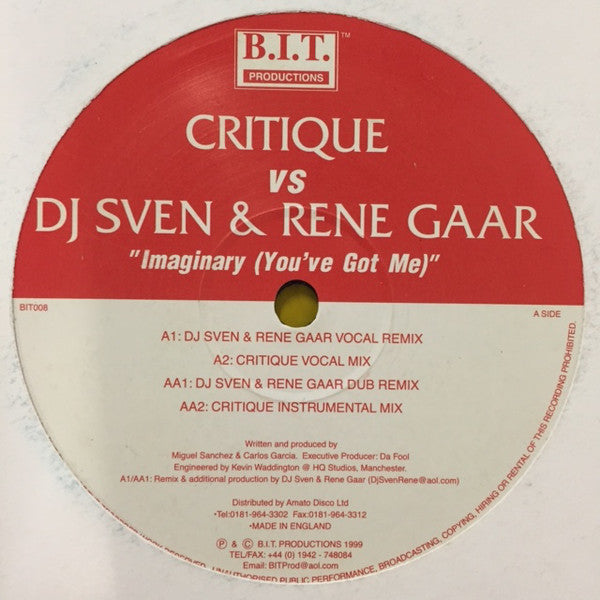 B.I.T.™
PRODUCTIONS
CRITIQUE
VS
DJ SVEN & RENE GAAR
"Imaginary (You've Got Me)"
BIT008
A SIDE
A1: DJ SVEN & RENE GAAR VOCAL REMIX
A2: CRITIQUE VOCAL MIX
AA1: DJ SVEN & RENE GAAR DUB REMIX
AA2: CRITIQUE INSTRUMENTAL MIX
Written and produced by
Miguel Sanchez & Carlos Garcia. Executive Producer: Da Fool
Engineered by Kevin Waddington @ HQ Studios, Manchester.
A1/AA1: Remix & additional production by DJ Sven & Rene Gaar (DjSvenRene@aol.com)
Distributed by Amato Disco Ltd
•Tel:0181-964-3302 Fax:0181-964-3312
•MADE IN ENGLAND
℗ & © B.I.T. PRODUCTIONS 1999
TEL/FAX: +44 (0) 1942 - 748084
Email: BITProd@aol.com
WORK RESERVED. UNAUTHORISED PUBLIC PERFORMANCE, BROADCASTING, COPYING, HIRING OR RENTAL OF THIS RECORDING PROHIBITED.